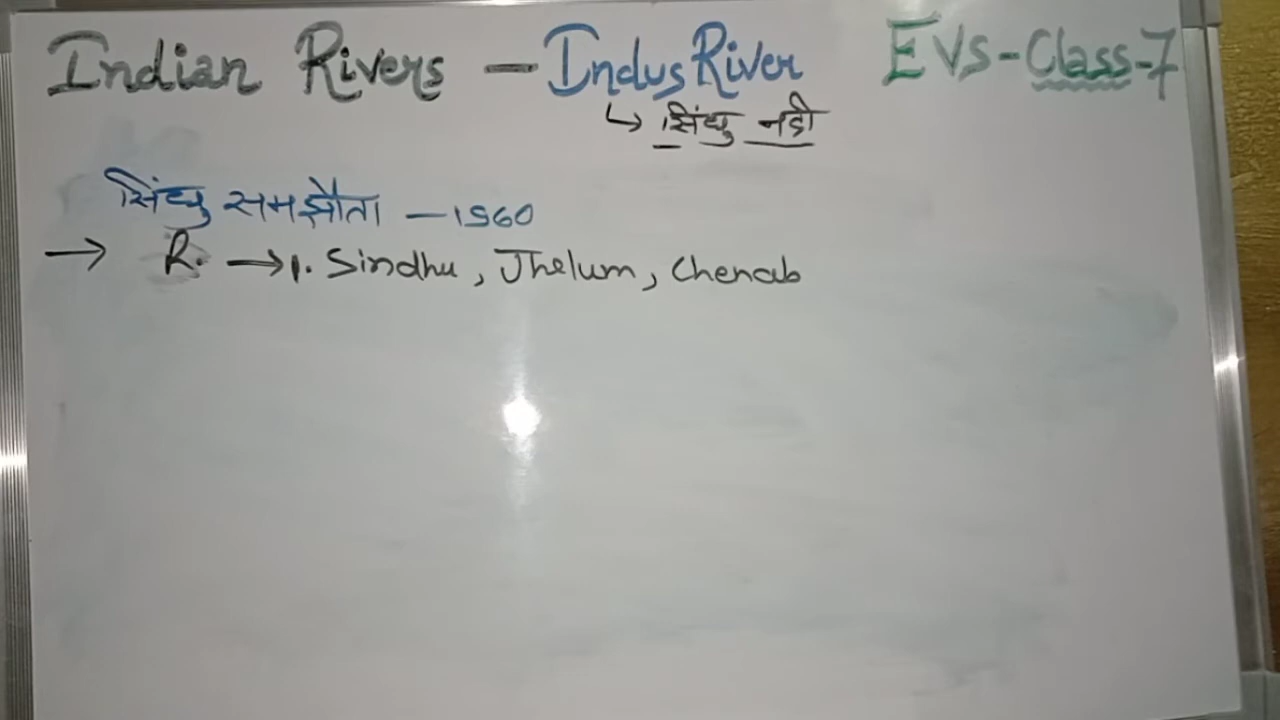 Indian Rivers - Indus River EVS-Class-7
↳ सिंधु नदी
सिंधु समझौता - 1960
→ R. → 1. Sindhu, Jhelum, Chenab